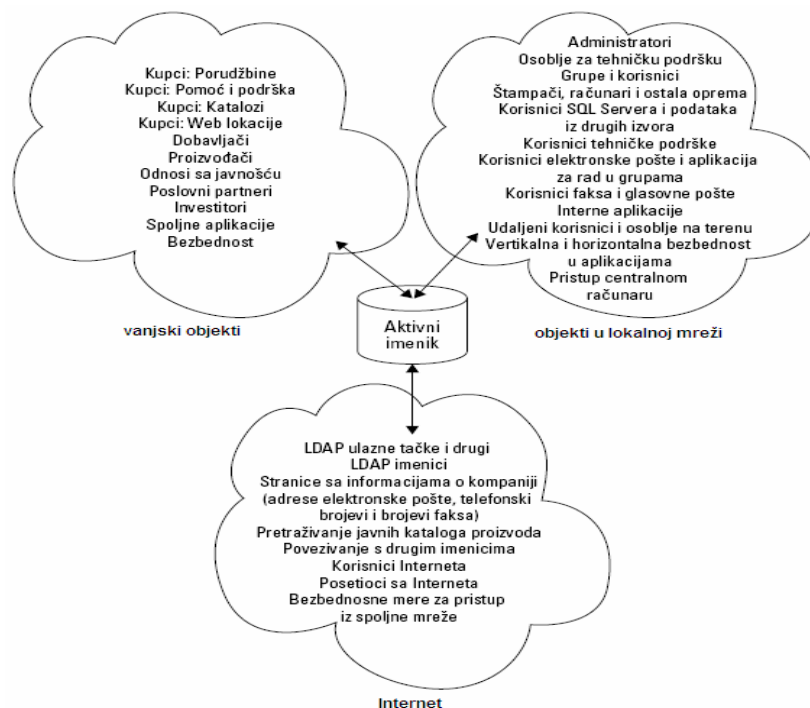 Kupci: Porudžbine
Kupci: Pomoć i podrška
Kupci: Katalozi
Kupci: Web lokacije
Dobavljači
Proizvođači
Odnosi sa javnošću
Poslovni partneri
Investitori
Spoljne aplikacije
Bezbednost
vanjski objekti
Administratori
Osoblje za tehničku podršku
Grupe i korisnici
Štampači, računari i ostala oprema
Korisnici SQL Servera i podataka
iz drugih izvora
Korisnici tehničke podrške
Korisnici elektronske pošte i aplikacija
za rad u grupama
Korisnici faksa i glasovne pošte
Interne aplikacije
Udaljeni korisnici i osoblje na terenu
Vertikalna i horizontalna bezbednost
u aplikacijama
Pristup centralnom
računaru
objekti u lokalnoj mreži
Aktivni
imenik
LDAP ulazne tačke i drugi
LDAP imenici
Stranice sa informacijama o kompaniji
(adrese elektronske pošte, telefonski
brojevi i brojevi faksa)
Pretraživanje javnih kataloga proizvoda
Povezivanje s drugim imenicima
Korisnici Interneta
Posetioci sa Interneta
Bezbednosne mere za pristup
iz spoljne mreže
Internet